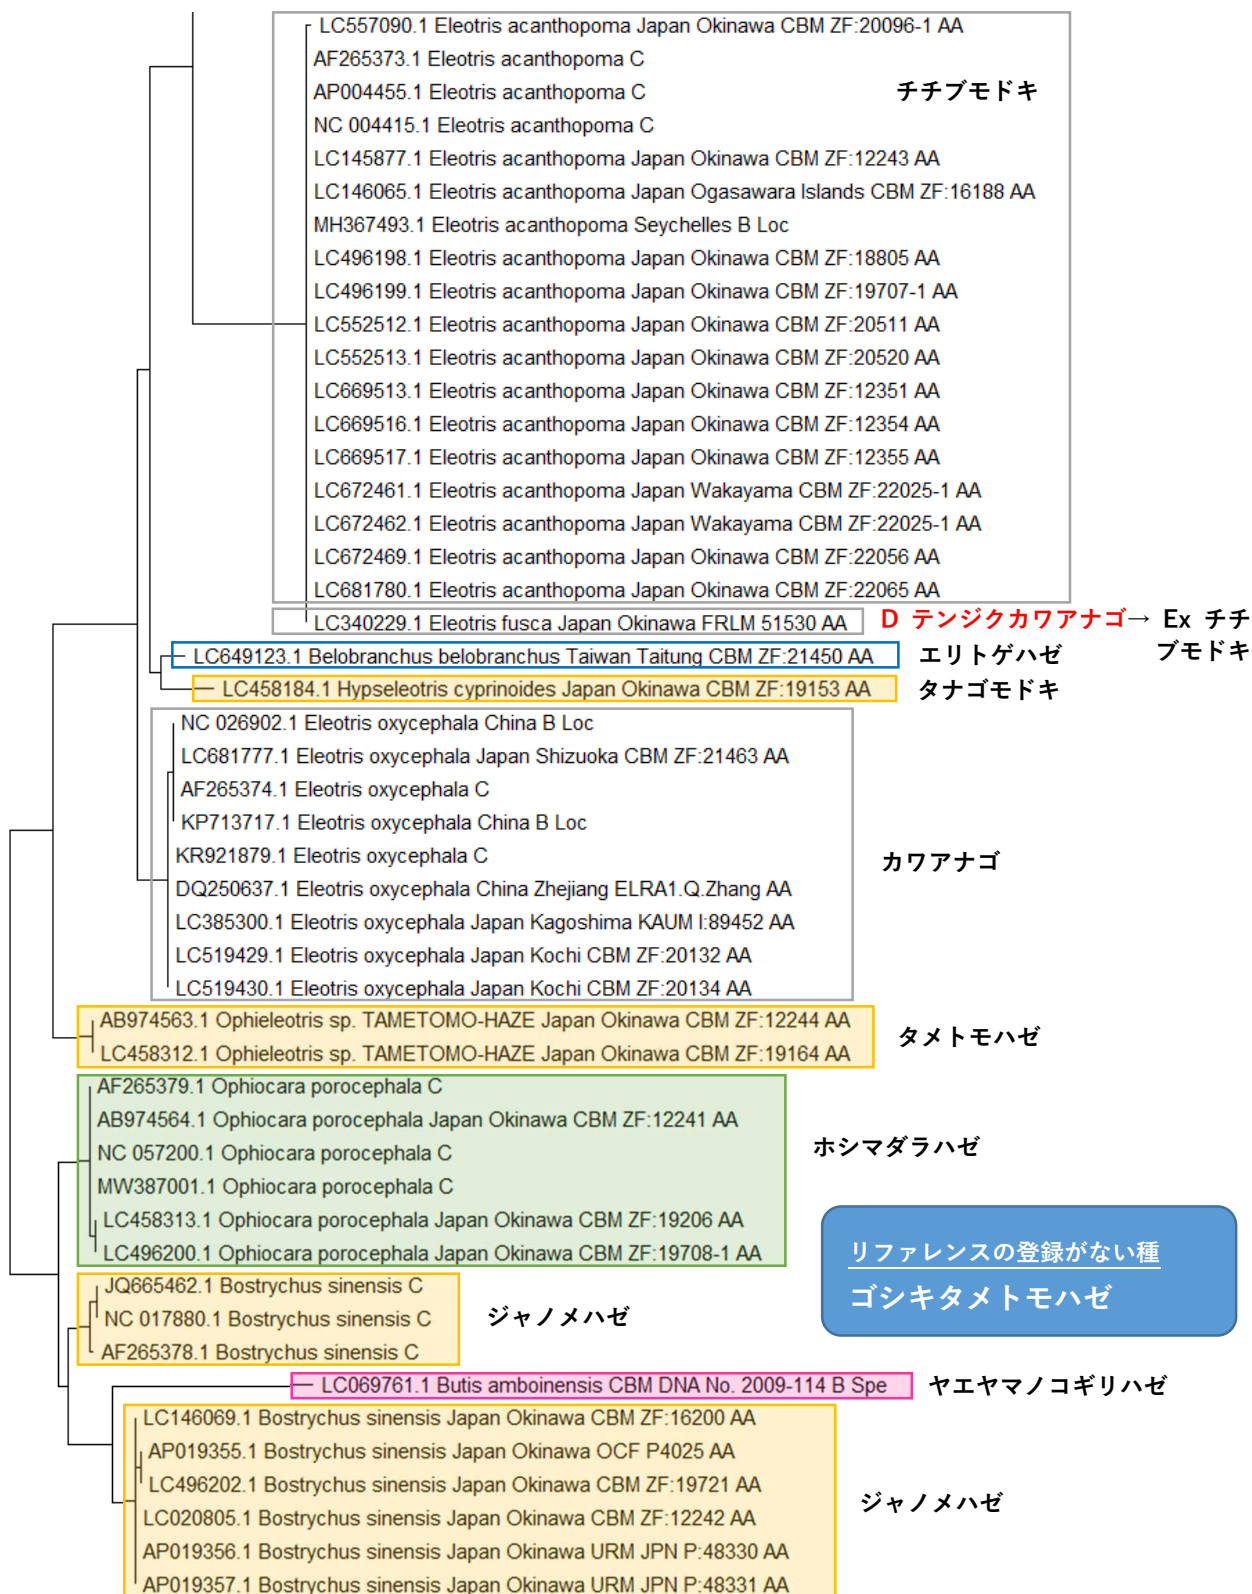 LC557090.1 Eleotris acanthopoma Japan Okinawa CBM ZF:20096-1 AA
AF265373.1 Eleotris acanthopoma C
AP004455.1 Eleotris acanthopoma C
チチブモドキ
NC 004415.1 Eleotris acanthopoma C
LC145877.1 Eleotris acanthopoma Japan Okinawa CBM ZF:12243 AA
LC146065.1 Eleotris acanthopoma Japan Ogasawara Islands CBM ZF:16188 AA
MH367493.1 Eleotris acanthopoma Seychelles B Loc
LC496198.1 Eleotris acanthopoma Japan Okinawa CBM ZF:18805 AA
LC496199.1 Eleotris acanthopoma Japan Okinawa CBM ZF:19707-1 AA
LC552512.1 Eleotris acanthopoma Japan Okinawa CBM ZF:20511 AA
LC552513.1 Eleotris acanthopoma Japan Okinawa CBM ZF:20520 AA
LC669513.1 Eleotris acanthopoma Japan Okinawa CBM ZF:12351 AA
LC669516.1 Eleotris acanthopoma Japan Okinawa CBM ZF:12354 AA
LC669517.1 Eleotris acanthopoma Japan Okinawa CBM ZF:12355 AA
LC672461.1 Eleotris acanthopoma Japan Wakayama CBM ZF:22025-1 AA
LC672462.1 Eleotris acanthopoma Japan Wakayama CBM ZF:22025-1 AA
LC672469.1 Eleotris acanthopoma Japan Okinawa CBM ZF:22056 AA
LC681780.1 Eleotris acanthopoma Japan Okinawa CBM ZF:22065 AA
LC340229.1 Eleotris fusca Japan Okinawa FRLM 51530 AA
D テンジクカワアナゴ→ Ex チチ
ブモドキ
LC649123.1 Belobranchus belobranchus Taiwan Taitung CBM ZF:21450 AA
エリトゲハゼ
LC458184.1 Hypseleotris cyprinoides Japan Okinawa CBM ZF:19153 AA
タナゴモドキ
NC 026902.1 Eleotris oxycephala China B Loc
LC681777.1 Eleotris oxycephala Japan Shizuoka CBM ZF:21463 AA
AF265374.1 Eleotris oxycephala C
KP713717.1 Eleotris oxycephala China B Loc
KR921879.1 Eleotris oxycephala C
カワアナゴ
DQ250637.1 Eleotris oxycephala China Zhejiang ELRA1.Q.Zhang AA
LC385300.1 Eleotris oxycephala Japan Kagoshima KAUM I:89452 AA
LC519429.1 Eleotris oxycephala Japan Kochi CBM ZF:20132 AA
LC519430.1 Eleotris oxycephala Japan Kochi CBM ZF:20134 AA
AB974563.1 Ophieleotris sp. TAMETOMO-HAZE Japan Okinawa CBM ZF:12244 AA
LC458312.1 Ophieleotris sp. TAMETOMO-HAZE Japan Okinawa CBM ZF:19164 AA
タメトモハゼ
AF265379.1 Ophiocara porocephala C
AB974564.1 Ophiocara porocephala Japan Okinawa CBM ZF:12241 AA
NC 057200.1 Ophiocara porocephala C
ホシマダラハゼ
MW387001.1 Ophiocara porocephala C
LC458313.1 Ophiocara porocephala Japan Okinawa CBM ZF:19206 AA
LC496200.1 Ophiocara porocephala Japan Okinawa CBM ZF:19708-1 AA
リファレンスの登録がない種
ゴシキタメトモハゼ
JQ665462.1 Bostrychus sinensis C
NC 017880.1 Bostrychus sinensis C
ジャノメハゼ
AF265378.1 Bostrychus sinensis C
LC069761.1 Butis amboinensis CBM DNA No. 2009-114 B Spe
ヤエヤマノコギリハゼ
LC146069.1 Bostrychus sinensis Japan Okinawa CBM ZF:16200 AA
AP019355.1 Bostrychus sinensis Japan Okinawa OCF P4025 AA
LC496202.1 Bostrychus sinensis Japan Okinawa CBM ZF:19721 AA
ジャノメハゼ
LC020805.1 Bostrychus sinensis Japan Okinawa CBM ZF:12242 AA
AP019356.1 Bostrychus sinensis Japan Okinawa URM JPN P:48330 AA
AP019357.1 Bostrychus sinensis Japan Okinawa URM JPN P:48331 AA